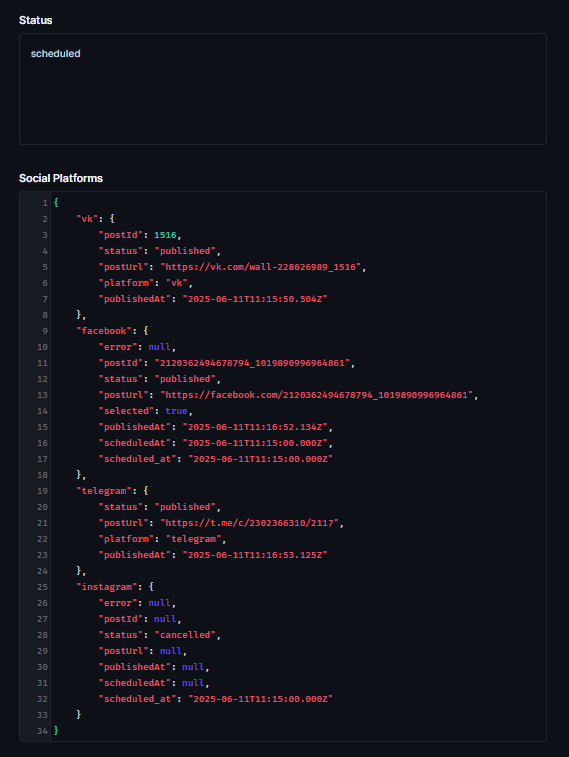 Status
scheduled
Social Platforms
1 {
2     "vk": {
3         "postId": 1516,
4         "status": "published",
5         "postUrl": "https://vk.com/wall-228626989_1516",
6         "platform": "vk",
7         "publishedAt": "2025-06-11T11:15:50.504Z"
8     },
9     "facebook": {
10         "error": null,
11         "postId": "2120362494678794_1019890996964861",
12         "status": "published",
13         "postUrl": "https://facebook.com/2120362494678794_1019890996964861",
14         "selected": true,
15         "publishedAt": "2025-06-11T11:16:52.134Z",
16         "scheduledAt": "2025-06-11T11:15:00.000Z",
17         "scheduled_at": "2025-06-11T11:15:00.000Z"
18     },
19     "telegram": {
20         "status": "published",
21         "postUrl": "https://t.me/c/2302366310/2117",
22         "platform": "telegram",
23         "publishedAt": "2025-06-11T11:16:53.125Z"
24     },
25     "instagram": {
26         "error": null,
27         "postId": null,
28         "status": "cancelled",
29         "postUrl": null,
30         "publishedAt": null,
31         "scheduledAt": null,
32         "scheduled_at": "2025-06-11T11:15:00.000Z"
33     }
34 }